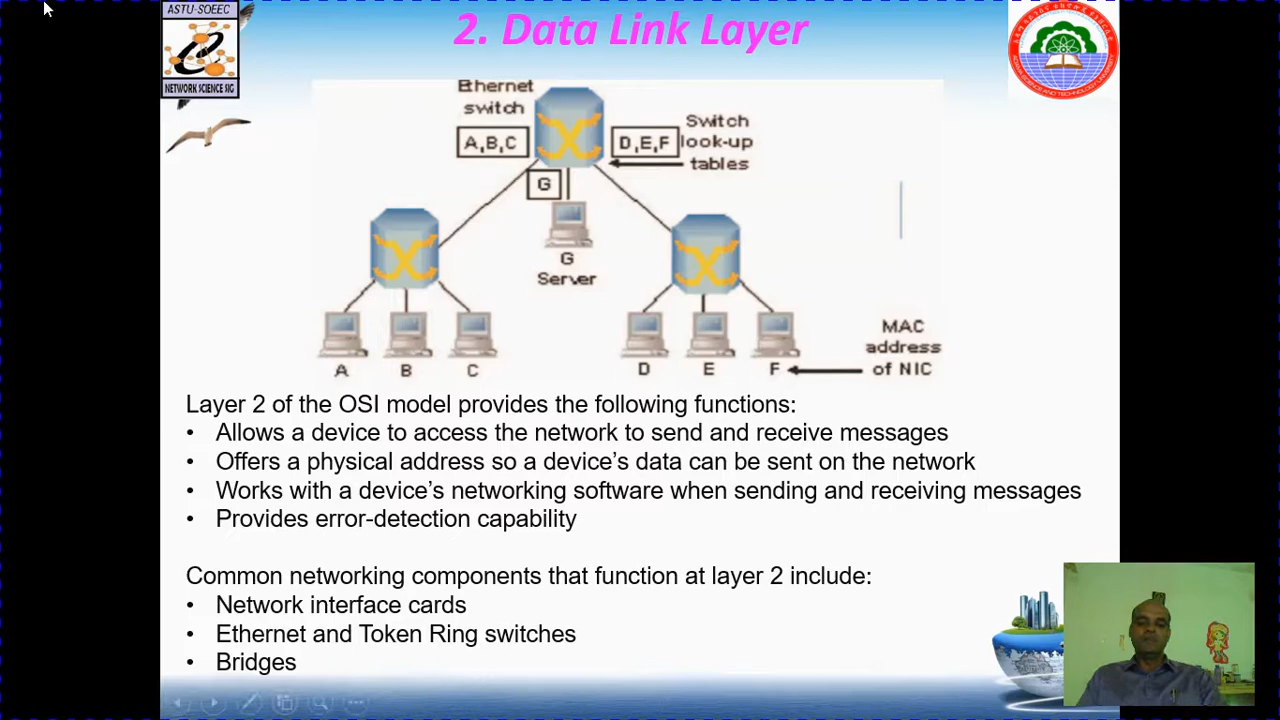 ASTU-SOEEC
NETWORK SCIENCE SIG
2. Data Link Layer
Ethernet
switch
A,B,C
D,E,F
Switch
look-up
tables
G
G
Server
A
B
C
D
E
F
MAC
address
of NIC
Layer 2 of the OSI model provides the following functions:
• Allows a device to access the network to send and receive messages
• Offers a physical address so a device's data can be sent on the network
• Works with a device's networking software when sending and receiving messages
• Provides error-detection capability
Common networking components that function at layer 2 include:
• Network interface cards
• Ethernet and Token Ring switches
• Bridges